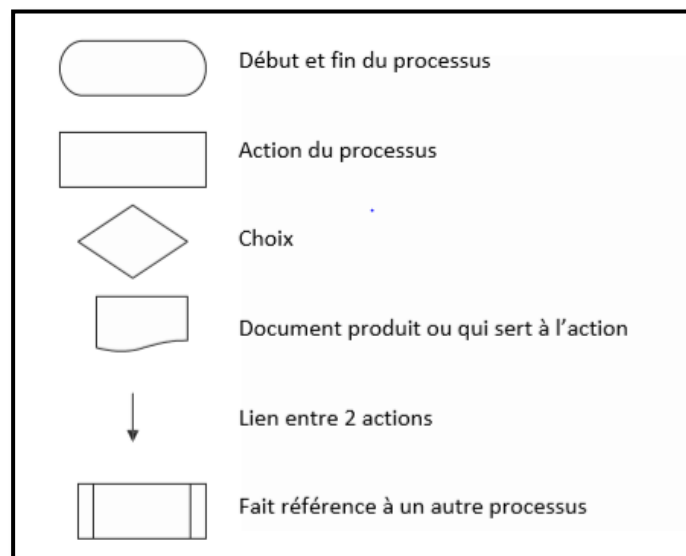 Début et fin du processus
Action du processus
Choix
Document produit ou qui sert à l'action
Lien entre 2 actions
Fait référence à un autre processus